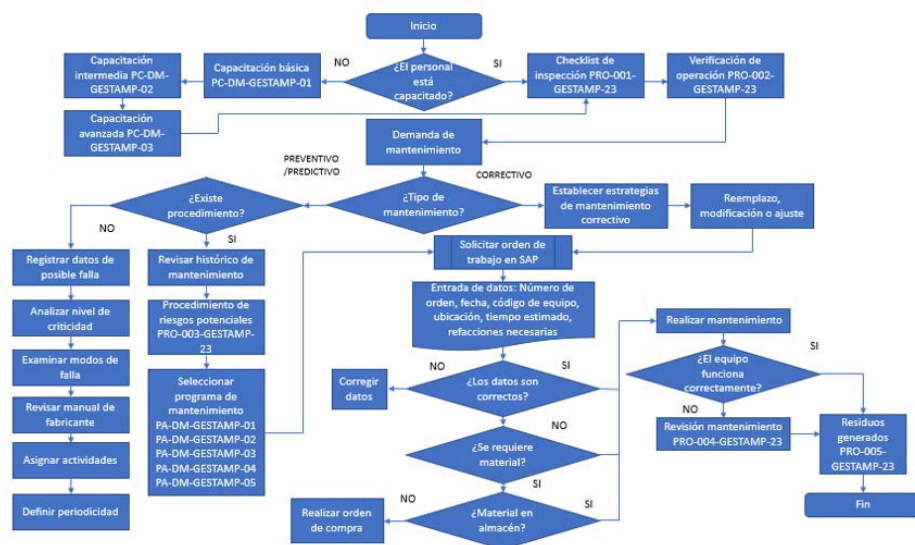 Inicio
Capacitación
intermedia PC-DM-
GESTAMP-02
Capacitación básica
PC-DM-GESTAMP-01
NO
¿El personal
está
capacitado?
SI
Checklist de
inspección PRO-001-
GESTAMP-23
Verificación de
operación PRO-002-
GESTAMP-23
Capacitación
avanzada PC-DM-
GESTAMP-03
Demanda de
mantenimiento
PREVENTIVO
/PREDICTIVO
CORRECTIVO
¿Existe
procedimiento?
¿Tipo de
mantenimiento?
Establecer estrategias
de mantenimiento
correctivo
Reemplazo,
modificación o ajuste
NO
SI
Registrar datos de
posible falla
Revisar histórico de
mantenimiento
Solicitar orden de
trabajo en SAP
Analizar nivel de
criticidad
Procedimiento de
riesgos potenciales
PRO-003-GESTAMP-
23
Entrada de datos: Número
de orden, fecha, código de equipo,
ubicación, tiempo estimado,
refacciones necesarias
Realizar mantenimiento
Examinar modos de
falla
¿El equipo
funciona
correctamente?
SI
Seleccionar
programa de
mantenimiento
PA-DM-GESTAMP-01
PA-DM-GESTAMP-02
PA-DM-GESTAMP-03
PA-DM-GESTAMP-04
PA-DM-GESTAMP-05
Corregir
datos
NO
¿Los datos son
correctos?
SI
Revisar manual de
fabricante
NO
Revisión mantenimiento
PRO-004-GESTAMP-23
Residuos
generados
PRO-005-
GESTAMP-23
NO
¿Se requiere
material?
SI
Asignar actividades
Definir periodicidad
Realizar orden
de compra
NO
¿Material en
almacén?
SI
Fin